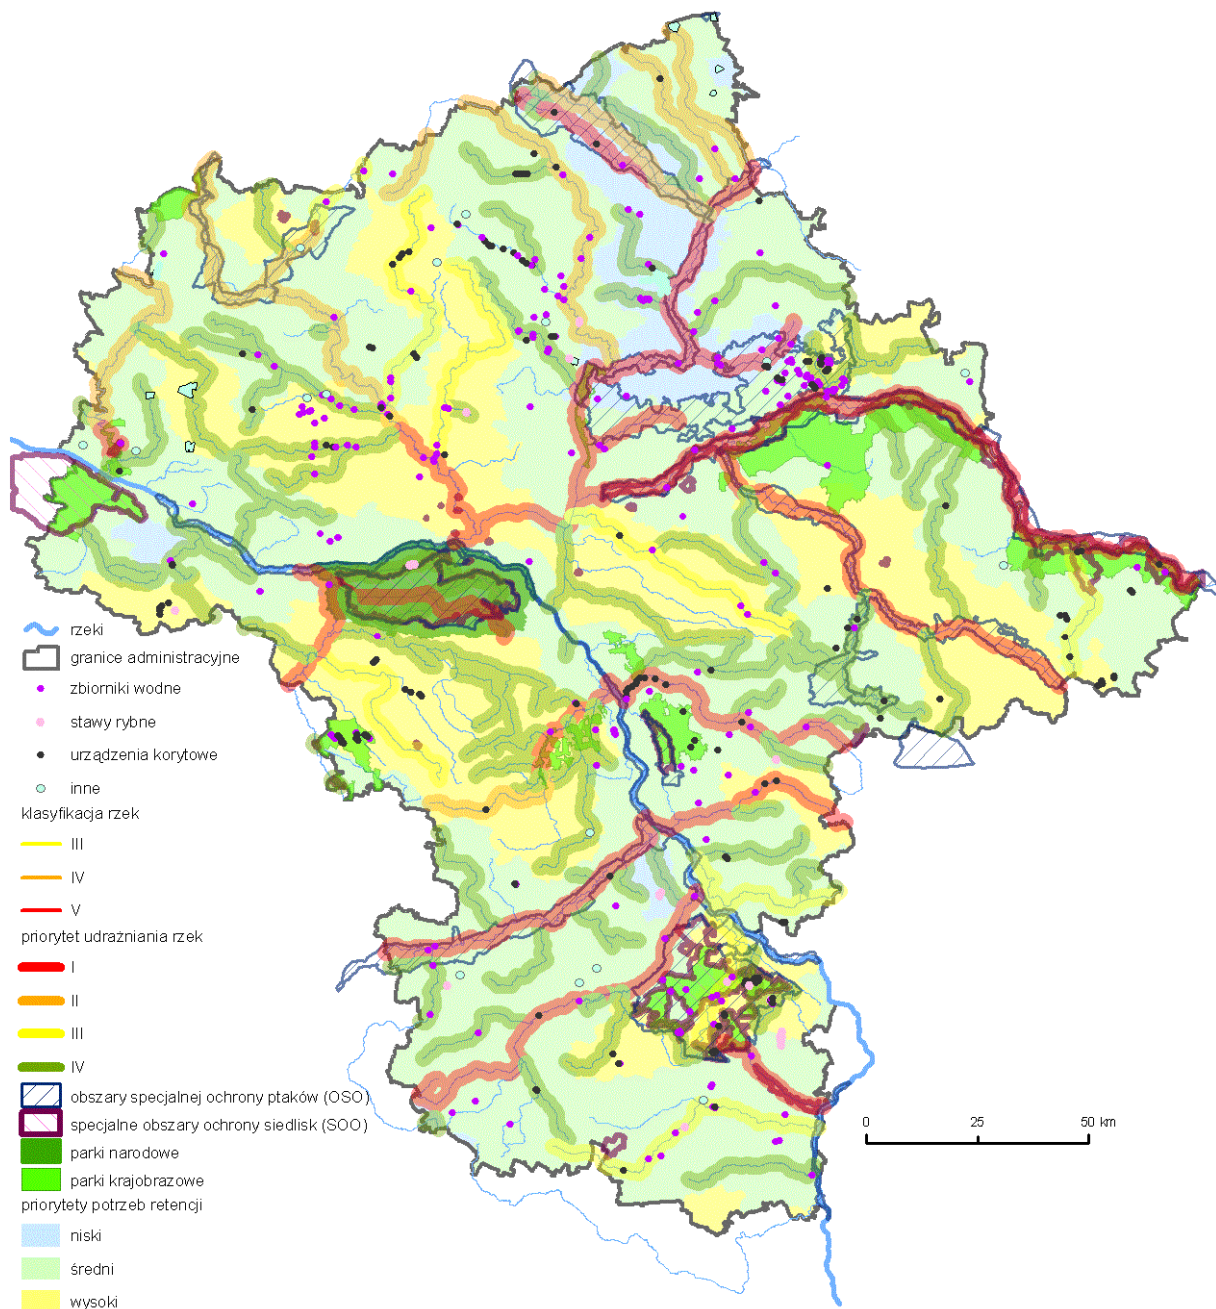 rzeki
granice administracyjne
zbiorniki wodne
stawy rybne
urządzenia korytowe
inne
klasyfikacja rzek
III
IV
V
priorytet udrażniania rzek
I
II
III
IV
obszary specjalnej ochrony ptaków (OSO)
specjalne obszary ochrony siedlisk (SOO)
parki narodowe
parki krajobrazowe
priorytety potrzeb retencji
niski
średni
wysoki
0 25 50 km